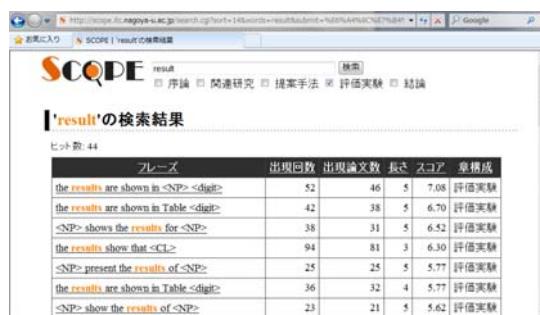 http://scope.itc.nagoya-u.ac.jp/search.cgi?sort=14&words=result&submit=
Google
お気に入り SCOPE | 'result'の検索結果
SCOPE result 検索
序論 関連研究 提案手法 評価実験 結論
'result'の検索結果
ヒット数: 44
フレーズ 出現回数 出現論文数 長さ スコア 章構成
the results are shown in <NP> <digit> 52 46 5 7.08 評価実験
the results are shown in Table <digit> 42 38 5 6.70 評価実験
<NP> shows the results for <NP> 38 31 5 6.52 評価実験
the results show that <CL> 94 81 3 6.30 評価実験
<NP> present the results of <NP> 25 25 5 5.77 評価実験
the results are shown in Table <digit> 36 32 4 5.77 評価実験
<NP> show the results of <NP> 23 21 5 5.62 評価実験